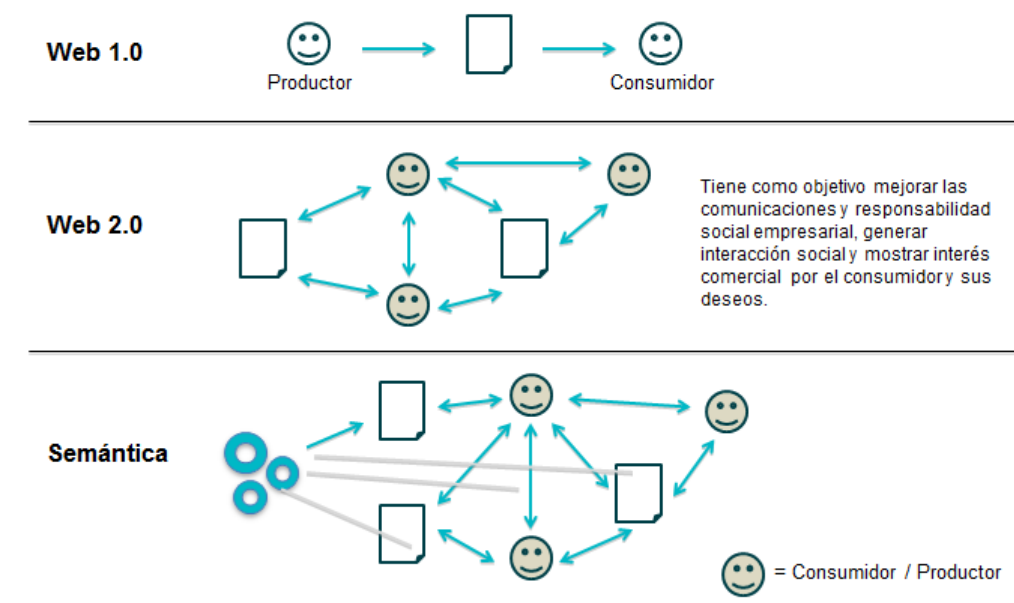 Web 1.0
Productor
Consumidor
Web 2.0
Tiene como objetivo mejorar las
comunicaciones y responsabilidad
social empresarial, generar
interacción social y mostrar interés
comercial por el consumidor y sus
deseos.
Semántica
= Consumidor / Productor